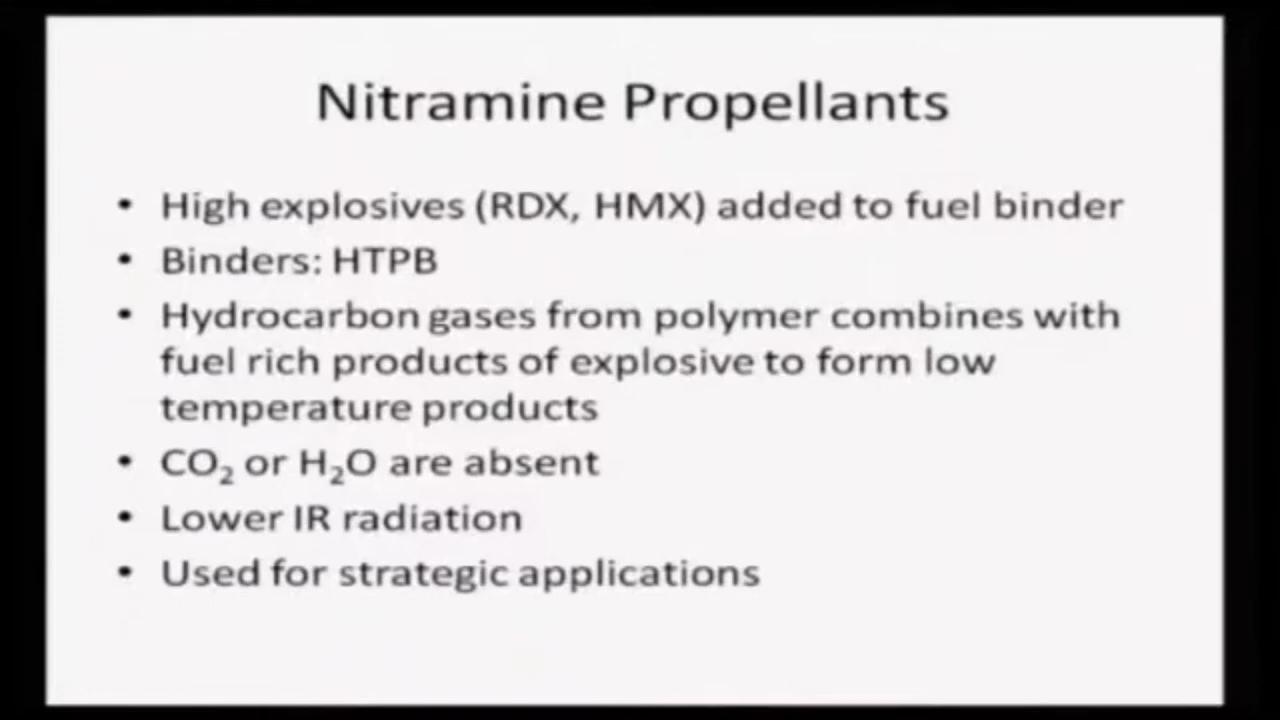 Nitramine Propellants
• High explosives (RDX, HMX) added to fuel binder
• Binders: HTPB
• Hydrocarbon gases from polymer combines with
fuel rich products of explosive to form low
temperature products
• CO₂ or H₂O are absent
• Lower IR radiation
• Used for strategic applications